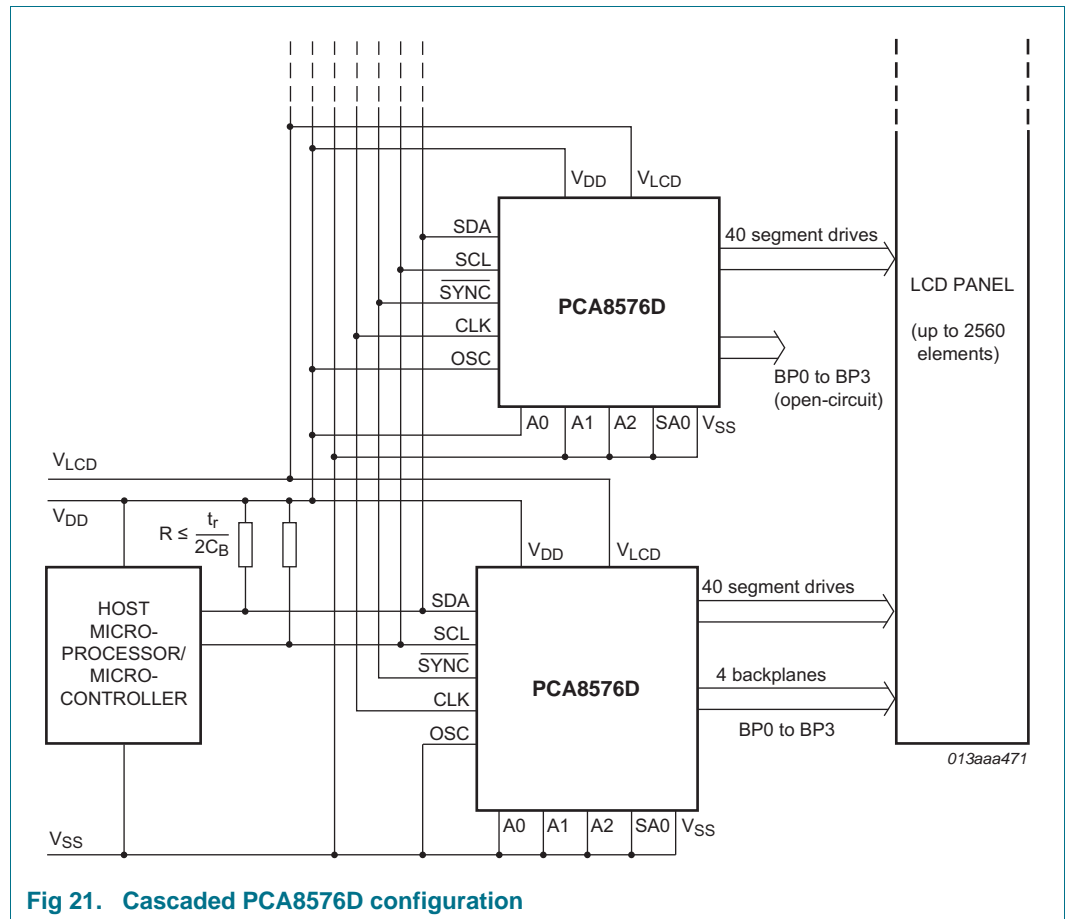 VDD
VLCD
SDA
SCL
SYNC
CLK
OSC
PCA8576D
40 segment drives
BP0 to BP3
(open-circuit)
LCD PANEL
(up to 2560
elements)
A0 A1 A2 SA0 VSS
VLCD
VDD
R ≤ tr
2CB
VDD
VLCD
HOST
MICRO-
PROCESSOR/
MICRO-
CONTROLLER
SDA
SCL
SYNC
CLK
OSC
PCA8576D
40 segment drives
4 backplanes
BP0 to BP3
A0 A1 A2 SA0 VSS
VSS
013aaa471
Fig 21. Cascaded PCA8576D configuration